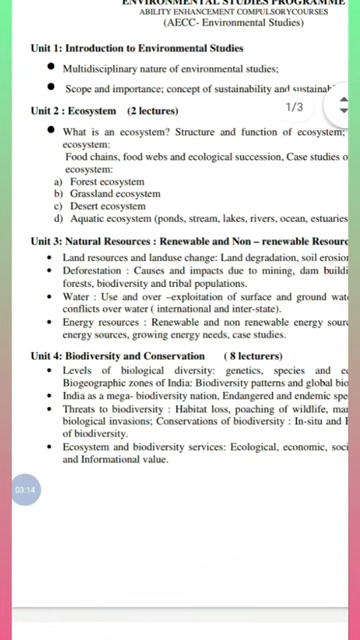 ENVIRONMENTAL STUDIES PROGRAMME
ABILITY ENHANCEMENT COMPULSORYCOURSES
(AECC- Environmental Studies)
Unit 1: Introduction to Environmental Studies
● Multidisciplinary nature of environmental studies;
● Scope and importance; concept of sustainability and
1/3
Unit 2 : Ecosystem (2 lectures)
● What is an ecosystem? Structure and function of ecosystem;
ecosystem:
Food chains, food webs and ecological succession, Case studies
ecosystem:
a) Forest ecosystem
b) Grassland ecosystem
c) Desert ecosystem
d) Aquatic ecosystem (ponds, stream, lakes, rivers, ocean, estuaries
Unit 3: Natural Resources : Renewable and Non – renewable
• Land resources and landuse change: Land degradation, soil
• Deforestation : Causes and impacts due to mining, dam
forests, biodiversity and tribal populations.
• Water : Use and over –exploitation of surface and ground
conflicts over water ( international and inter-state).
• Energy resources : Renewable and non renewable energy
energy sources, growing energy needs, case studies.
Unit 4: Biodiversity and Conservation ( 8 lecturers)
• Levels of biological diversity: genetics, species and
Biogeographic zones of India: Biodiversity patterns and global
• India as a mega- biodiversity nation, Endangered and endemic
• Threats to biodiversity : Habitat loss, poaching of wildlife,
biological invasions; Conservations of biodiversity : In-situ and
of biodiversity.
• Ecosystem and biodiversity services: Ecological, economic,
and Informational value.
03:14